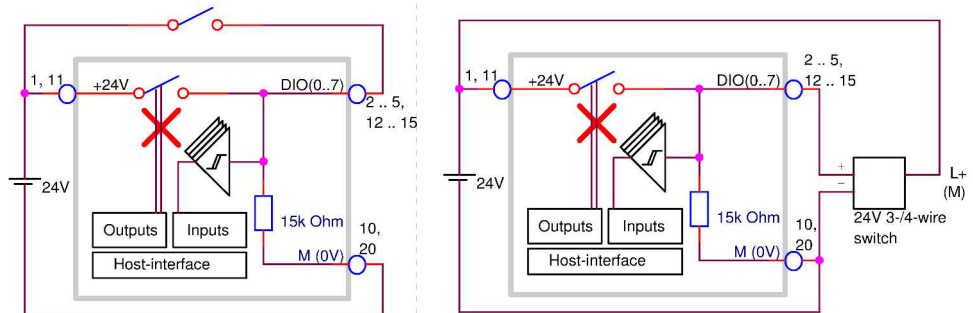 1, 11
+24V
DIO(0..7)
2 .. 5,
12 .. 15
24V
15k Ohm
Outputs
Inputs
10,
20
M (0V)
Host-interface
1, 11
+24V
DIO(0..7)
2 .. 5,
12 .. 15
+
−
24V
L+
(M)
24V 3-/4-wire
switch
15k Ohm
Outputs
Inputs
10,
20
M (0V)
Host-interface